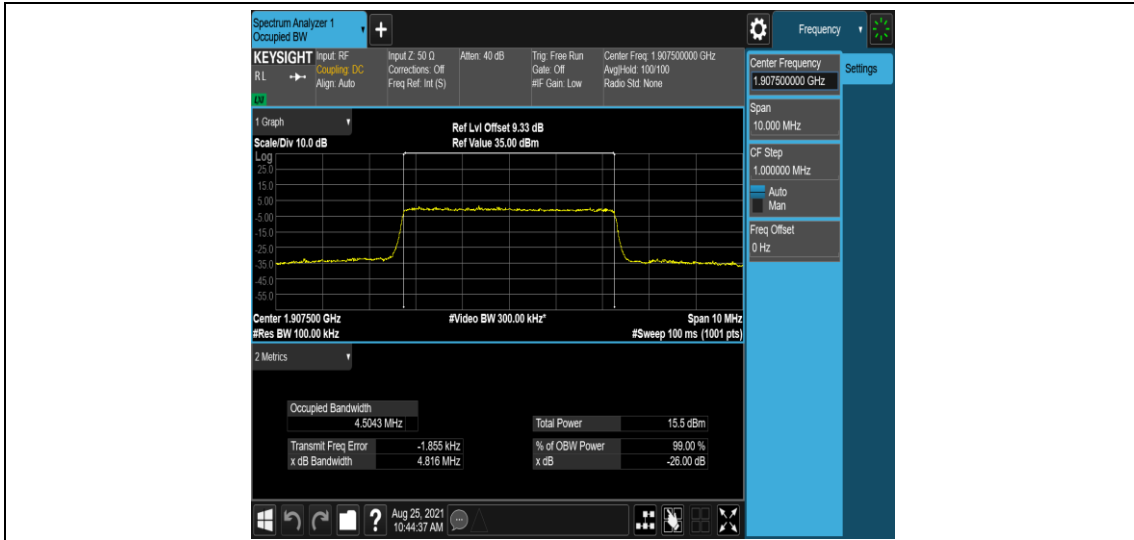 Spectrum Analyzer 1
Occupied BW
+
Frequency
KEYSIGHT
RL
Input: RF
Coupling: DC
Align: Auto
Input Z: 50 Ω
Corrections: Off
Freq Ref: Int (S)
Atten: 40 dB
Trig: Free Run
Gate: Off
#IF Gain: Low
Center Freq: 1.907500000 GHz
Avg|Hold: 100/100
Radio Std: None
Center Frequency
1.907500000 GHz
Settings
Span
10.000 MHz
CF Step
1.000000 MHz
Auto
Man
Freq Offset
0 Hz
1 Graph
Scale/Div 10.0 dB
Ref Lvl Offset 9.33 dB
Ref Value 35.00 dBm
Log
25.0
15.0
5.00
-5.00
-15.0
-25.0
-35.0
-45.0
-55.0
Center 1.907500 GHz
#Video BW 300.00 kHz*
Span 10 MHz
#Res BW 100.00 kHz
#Sweep 100 ms (1001 pts)
2 Metrics
Occupied Bandwidth
4.5043 MHz
Total Power 15.5 dBm
Transmit Freq Error -1.855 kHz
% of OBW Power 99.00 %
x dB Bandwidth 4.816 MHz
x dB -26.00 dB
?
Aug 25, 2021
10:44:37 AM